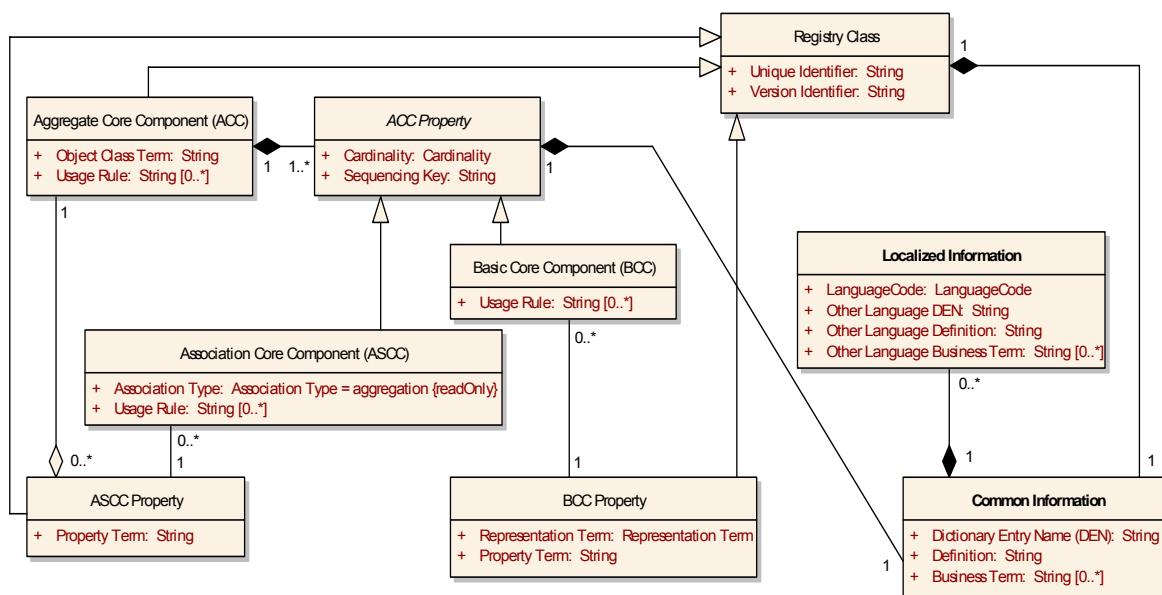 Registry Class
+ Unique Identifier: String
+ Version Identifier: String
1
Aggregate Core Component (ACC)
+ Object Class Term: String
+ Usage Rule: String [0..*]
1
1..*
1
ACC Property
+ Cardinality: Cardinality
+ Sequencing Key: String
1
Basic Core Component (BCC)
+ Usage Rule: String [0..*]
0..*
Localized Information
+ LanguageCode: LanguageCode
+ Other Language DEN: String
+ Other Language Definition: String
+ Other Language Business Term: String [0..*]
0..*
Association Core Component (ASCC)
+ Association Type: Association Type = aggregation {readOnly}
+ Usage Rule: String [0..*]
0..*
0..*
1
1
1
1
ASCC Property
+ Property Term: String
BCC Property
+ Representation Term: Representation Term
+ Property Term: String
1
Common Information
+ Dictionary Entry Name (DEN): String
+ Definition: String
+ Business Term: String [0..*]